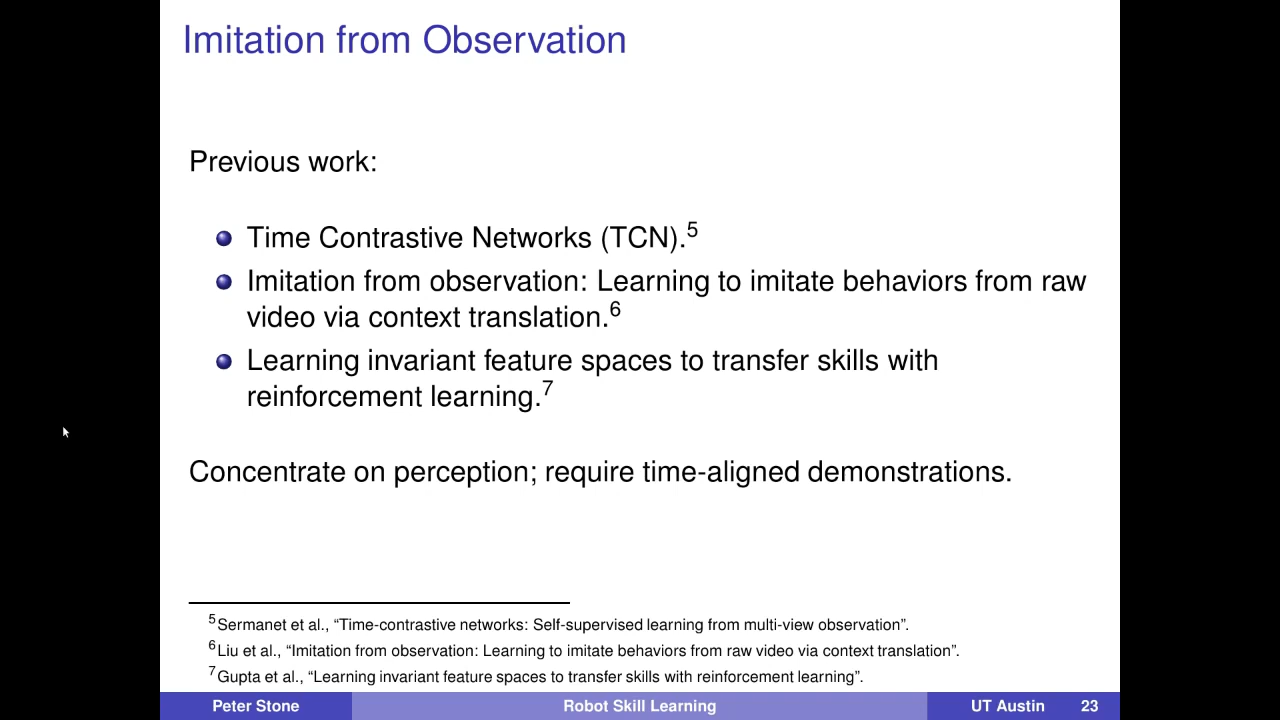 Imitation from Observation
Previous work:
Time Contrastive Networks (TCN).5
Imitation from observation: Learning to imitate behaviors from raw
video via context translation.6
Learning invariant feature spaces to transfer skills with
reinforcement learning.7
Concentrate on perception; require time-aligned demonstrations.
5Sermanet et al., “Time-contrastive networks: Self-supervised learning from multi-view observation”.
6Liu et al., “Imitation from observation: Learning to imitate behaviors from raw video via context translation”.
7Gupta et al., “Learning invariant feature spaces to transfer skills with reinforcement learning”.
Peter Stone Robot Skill Learning UT Austin 23